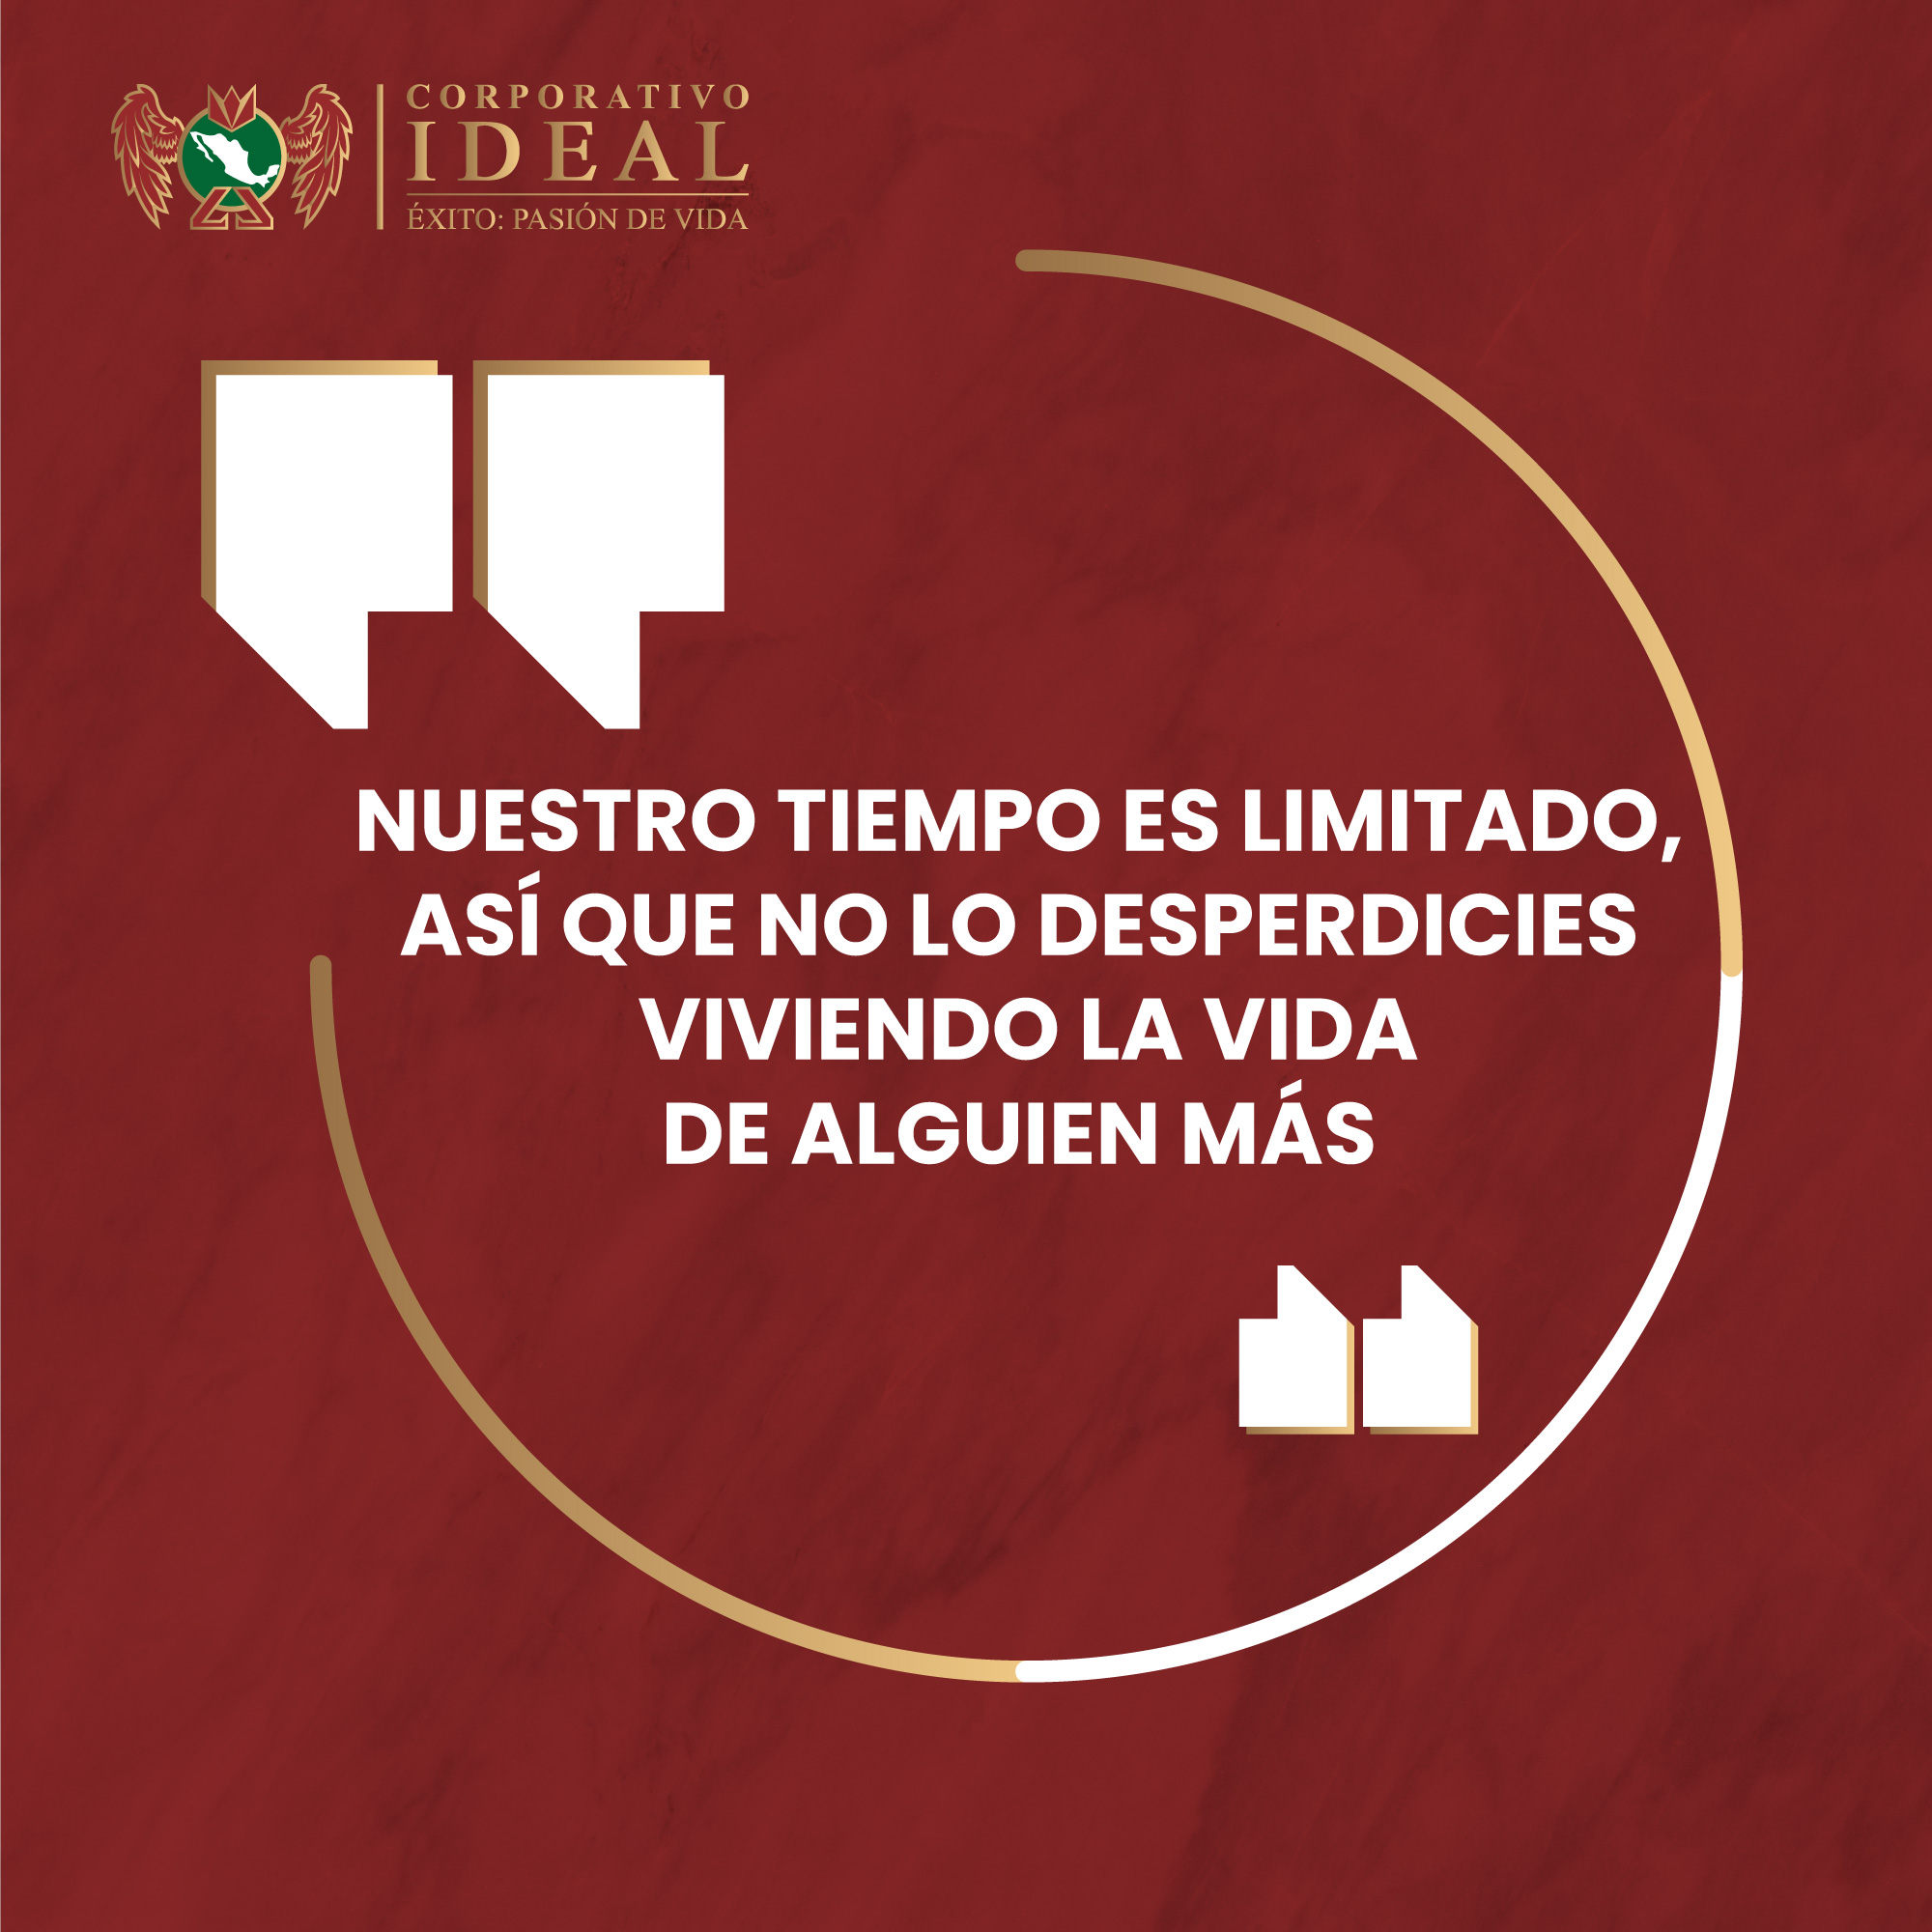 CORPORATIVO
IDEAL
ÉXITO: PASIÓN DE VIDA
NUESTRO TIEMPO ES LIMITADO,
ASÍ QUE NO LO DESPERDICIES
VIVIENDO LA VIDA
DE ALGUIEN MÁS